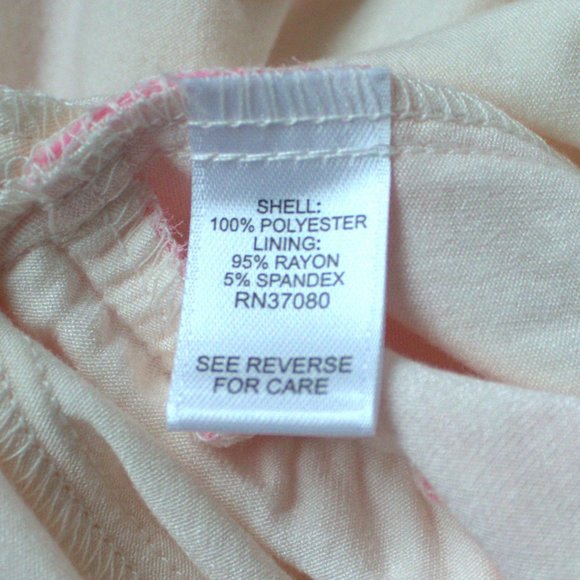 SHELL:
100% POLYESTER
LINING:
95% RAYON
5% SPANDEX
RN37080
SEE REVERSE
FOR CARE